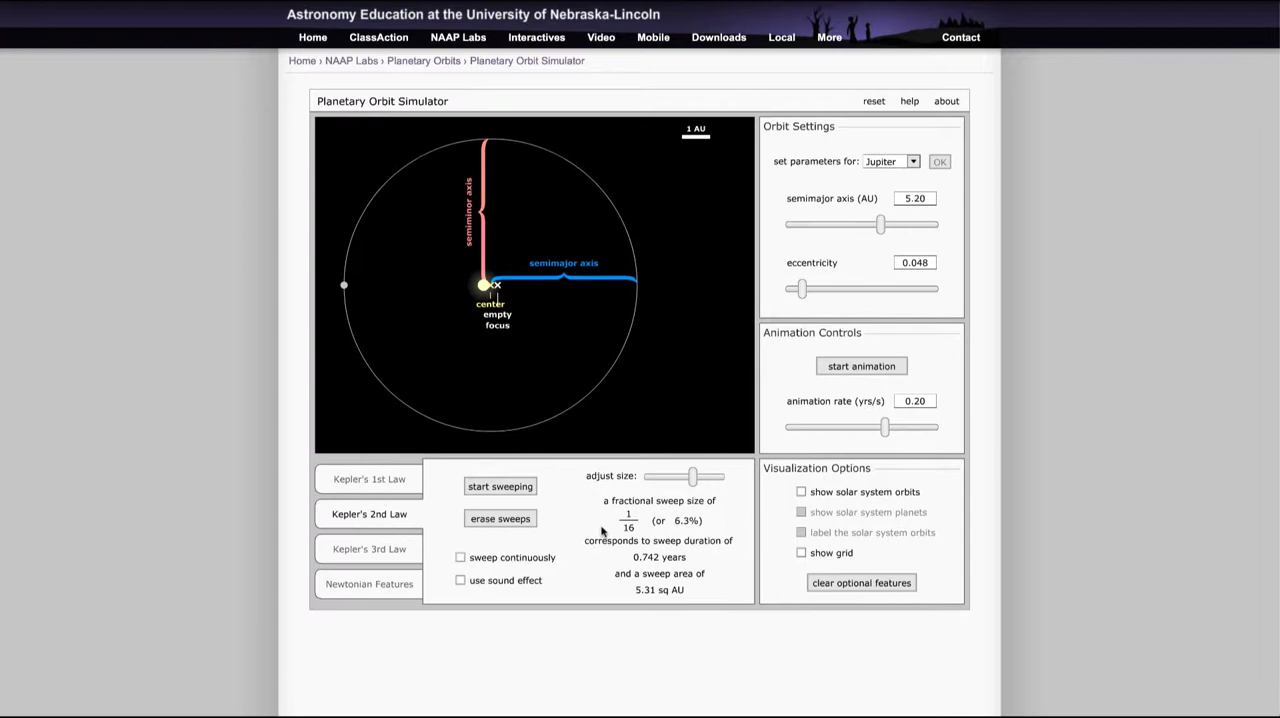 Astronomy Education at the University of Nebraska-Lincoln
Home ClassAction NAAP Labs Interactives Video Mobile Downloads Local More Contact
Home › NAAP Labs › Planetary Orbits › Planetary Orbit Simulator
Planetary Orbit Simulator reset help about
1 AU
semiminor axis
semimajor axis
center
empty
focus
Orbit Settings
set parameters for: Jupiter OK
semimajor axis (AU) 5.20
eccentricity 0.048
Animation Controls
start animation
animation rate (yrs/s) 0.20
Kepler's 1st Law
Kepler's 2nd Law
Kepler's 3rd Law
Newtonian Features
start sweeping
erase sweeps
sweep continuously
use sound effect
adjust size:
a fractional sweep size of
1
16 (or 6.3%)
corresponds to sweep duration of
0.742 years
and a sweep area of
5.31 sq AU
Visualization Options
show solar system orbits
show solar system planets
label the solar system orbits
show grid
clear optional features